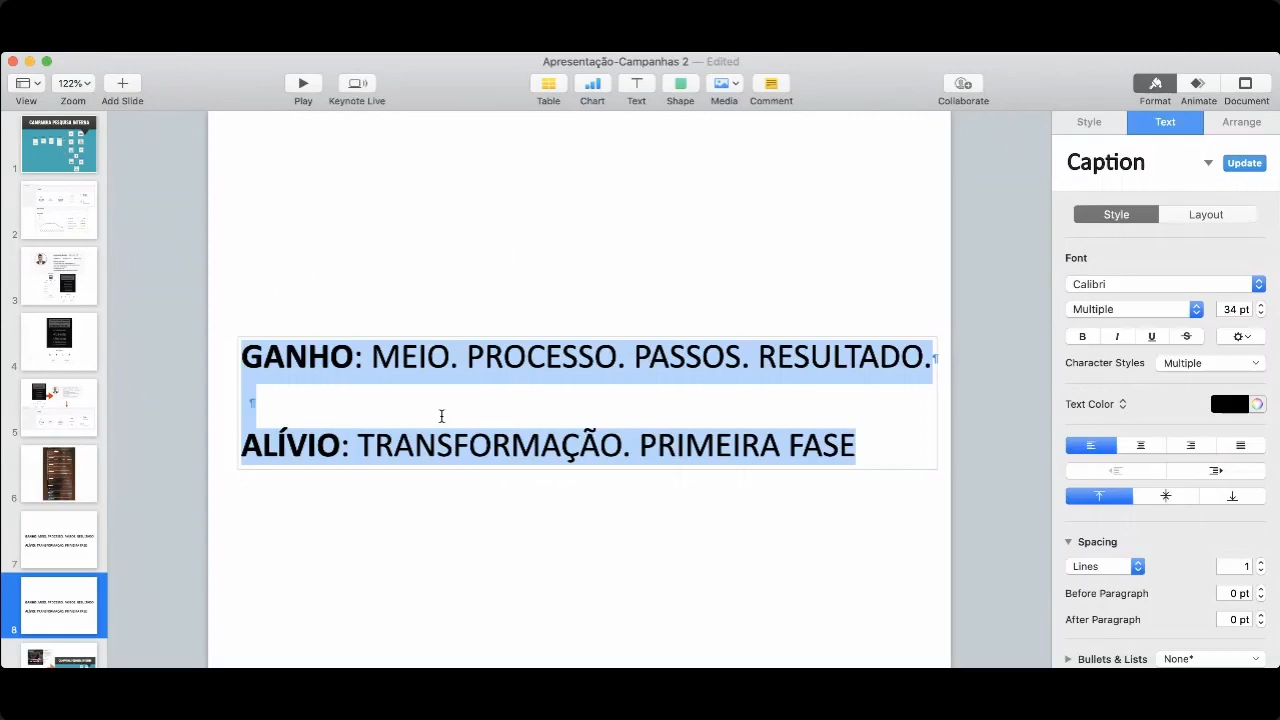 Apresentação-Campanhas 2 — Edited
122%
View
Zoom
Add Slide
Play
Keynote Live
Table
Chart
Text
Shape
Media
Comment
Collaborate
Format
Animate
Document
CAMPANHA PESQUISA INTERNA
1
2
3
4
5
6
7
8
GANHO: MEIO. PROCESSO. PASSOS. RESULTADO.¶
¶
ALÍVIO: TRANSFORMAÇÃO. PRIMEIRA FASE
Style
Text
Arrange
Caption
Update
Style
Layout
Font
Calibri
Multiple
34 pt
B I U S
Character Styles
Multiple
Text Color
Spacing
Lines
1
Before Paragraph
0 pt
After Paragraph
0 pt
Bullets & Lists
None*